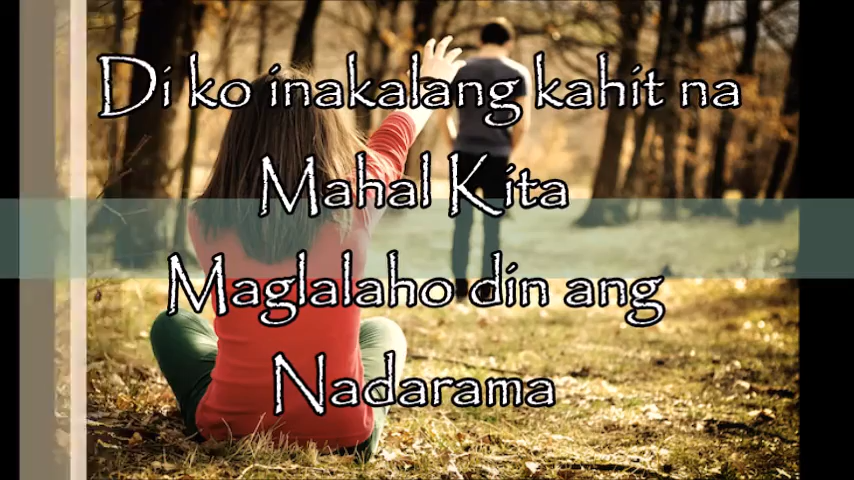 Di ko inakalang kahit na
Mahal Kita
Maglalaho din ang
Nadarama